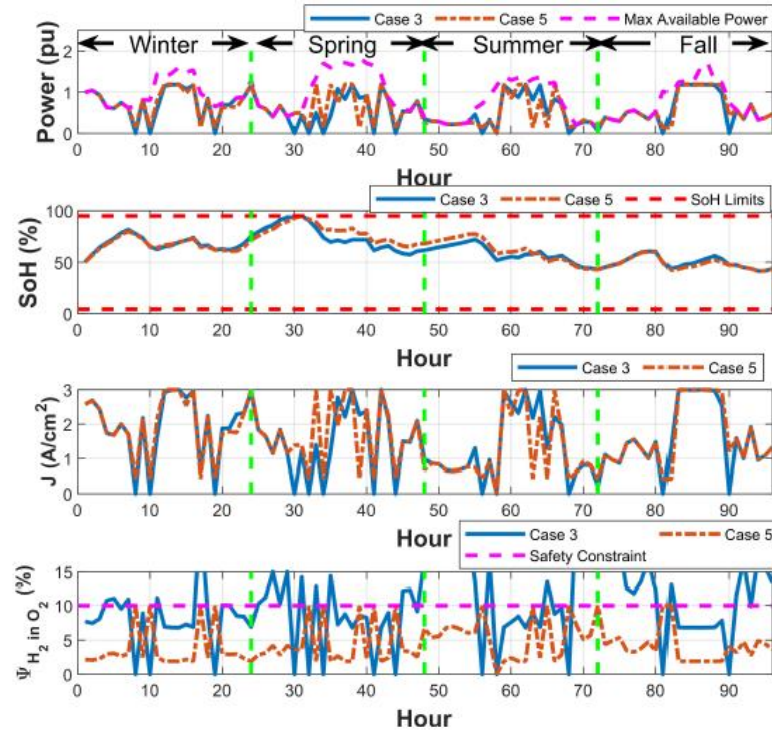 Case 3 Case 5 Max Available Power
Winter Spring Summer Fall
Power (pu)
2
1
0
0 10 20 30 40 50 60 70 80 90
Hour
Case 3 Case 5 SoH Limits
SoH (%)
100
50
0
0 10 20 30 40 50 60 70 80 90
Hour
Case 3 Case 5
J (A/cm²)
3
2
1
0
0 10 20 30 40 50 60 70 80 90
Hour
Case 3 Case 5
Safety Constraint
Ψ H₂ in O₂ (%)
15
10
5
0
0 10 20 30 40 50 60 70 80 90
Hour